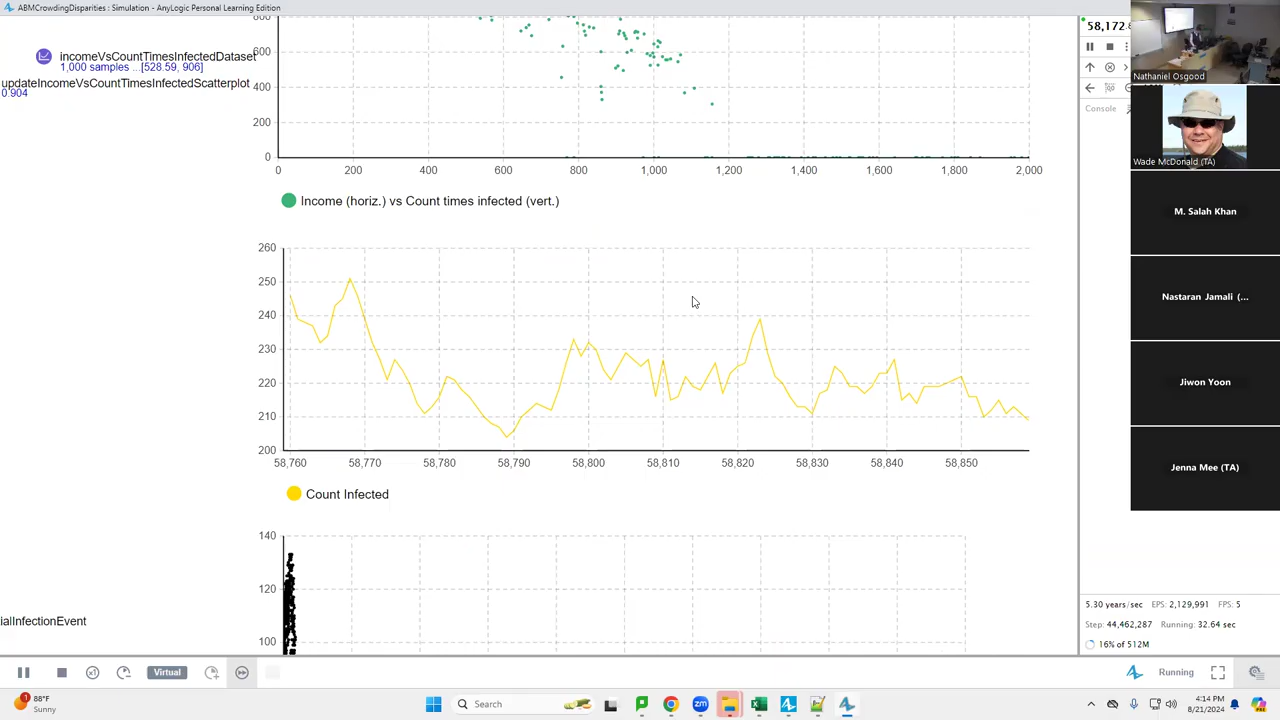 ABMCrowdingDisparities : Simulation - AnyLogic Personal Learning Edition
incomeVsCountTimesInfectedDataset
1,000 samples ...[528.59, 906]
updateIncomeVsCountTimesInfectedScatterplot
0.904
800
600
400
200
0
0 200 400 600 800 1,000 1,200 1,400 1,600 1,800 2,000
Income (horiz.) vs Count times infected (vert.)
260
250
240
230
220
210
200
58,760 58,770 58,780 58,790 58,800 58,810 58,820 58,830 58,840 58,850
Count Infected
140
120
100
ialInfectionEvent
58,172.8
Console
Nathaniel Osgood
Wade McDonald (TA)
M. Salah Khan
Nastaran Jamali (...
Jiwon Yoon
Jenna Mee (TA)
5.30 years/sec EPS: 2,129,991 FPS: 5
Step: 44,462,287 Running: 32.64 sec
16% of 512M
x1 Virtual
Running
1
88°F
Sunny
Search
zm
4:14 PM
8/21/2024